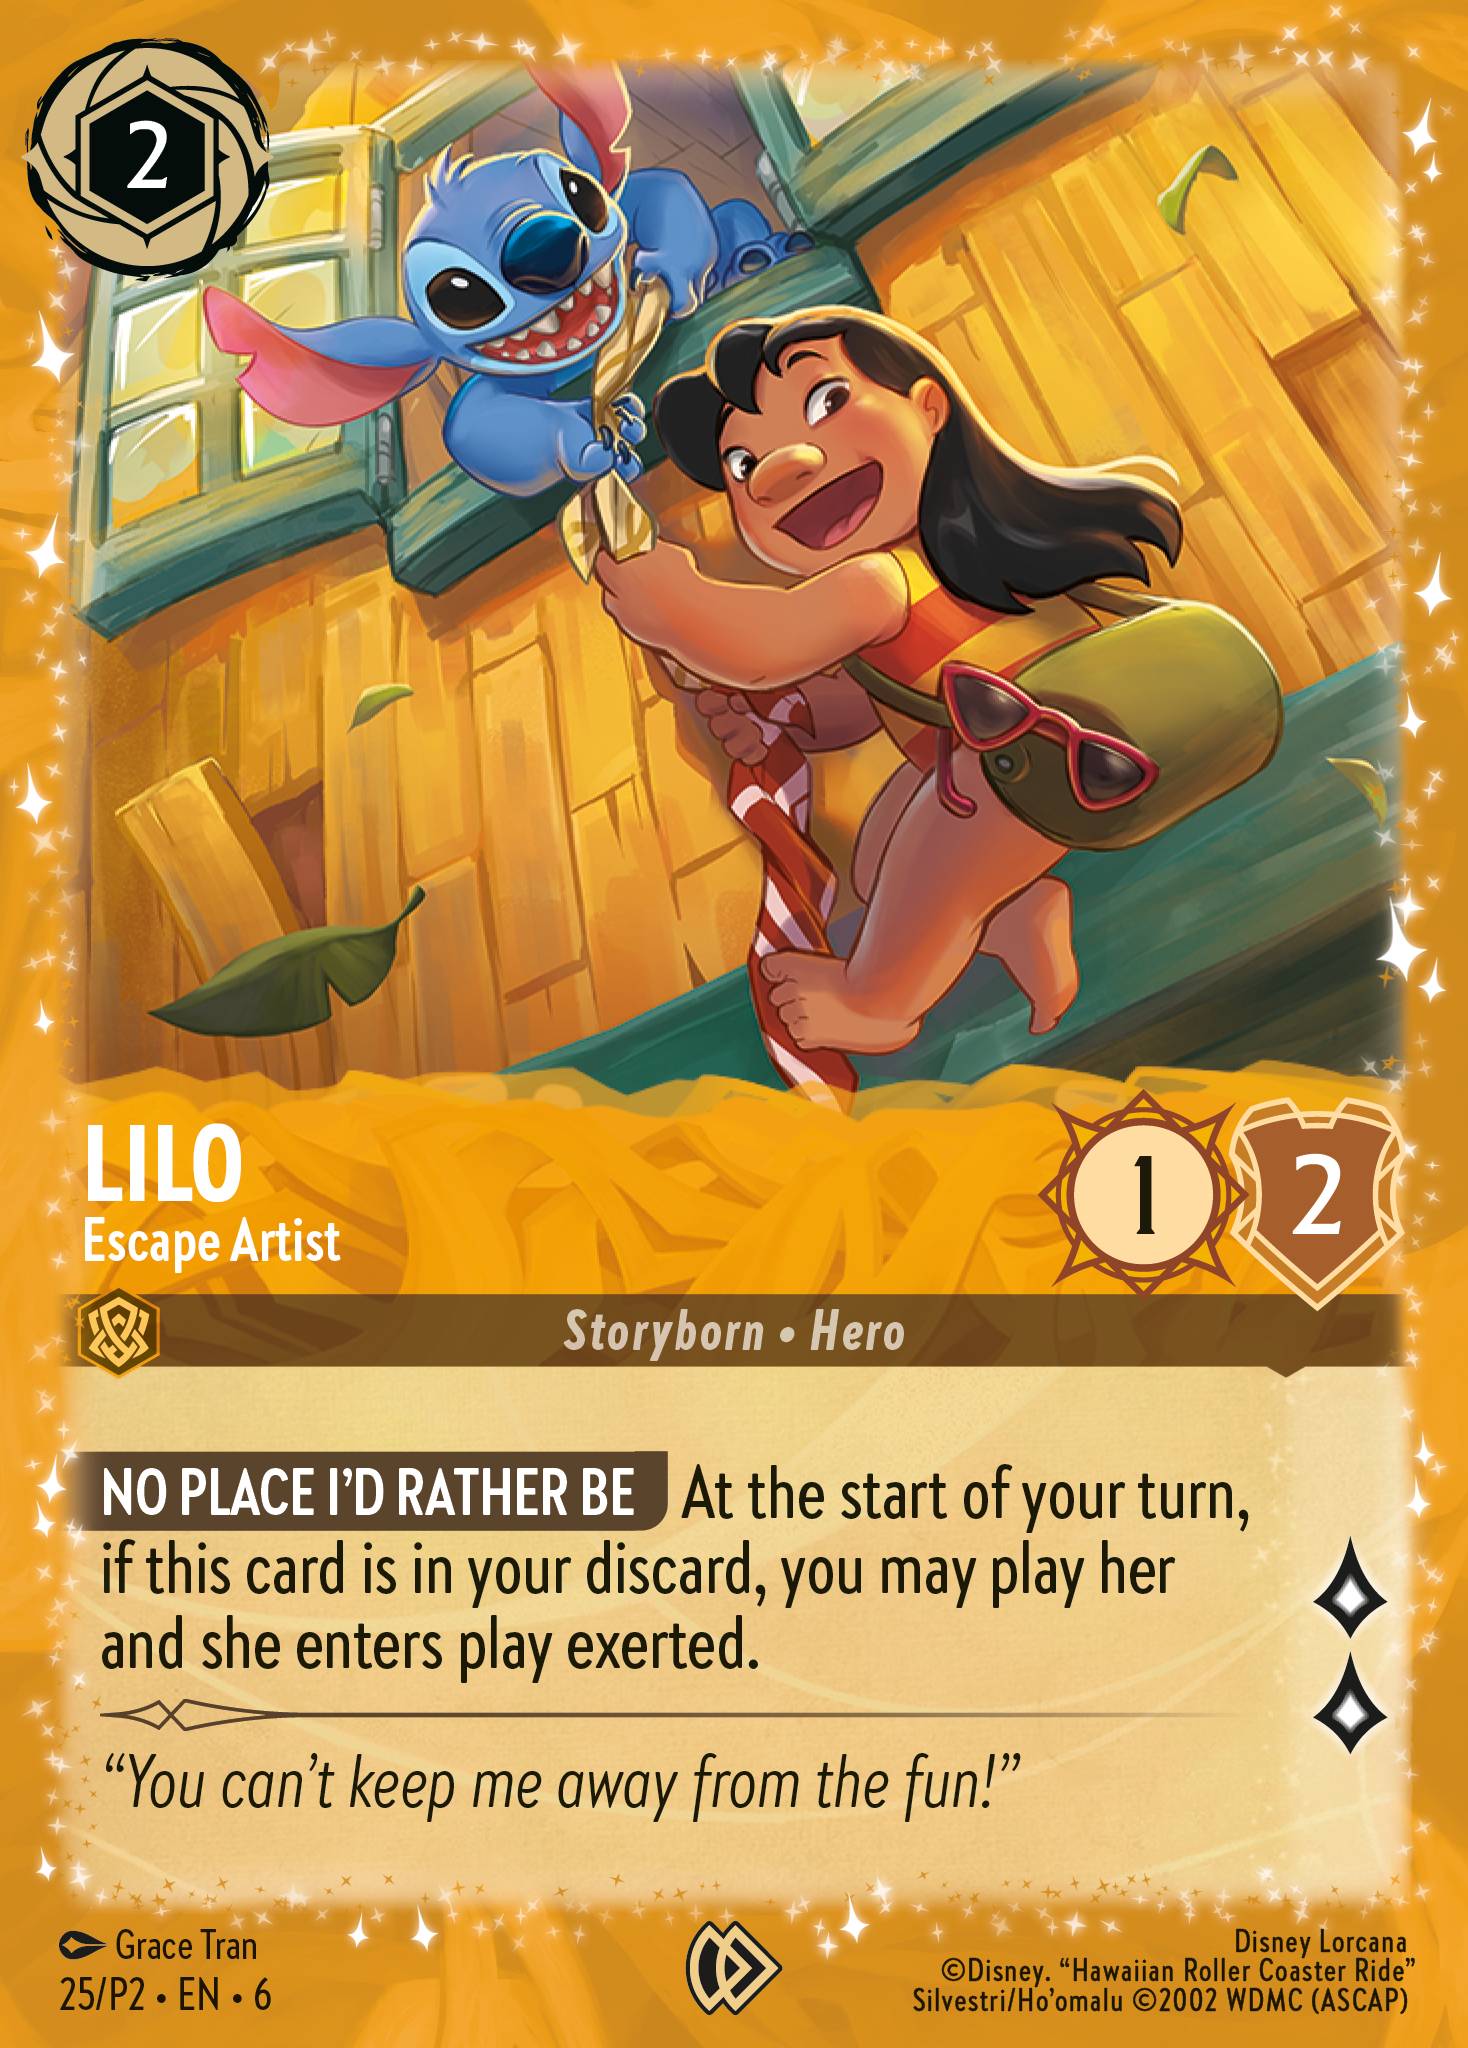 2
LILO
Escape Artist
1
2
Storyborn • Hero
NO PLACE I’D RATHER BE At the start of your turn,
if this card is in your discard, you may play her
and she enters play exerted.
“You can’t keep me away from the fun!”
Grace Tran
25/P2 • EN • 6
Disney Lorcana
©Disney. “Hawaiian Roller Coaster Ride”
Silvestri/Ho’omalu ©2002 WDMC (ASCAP)